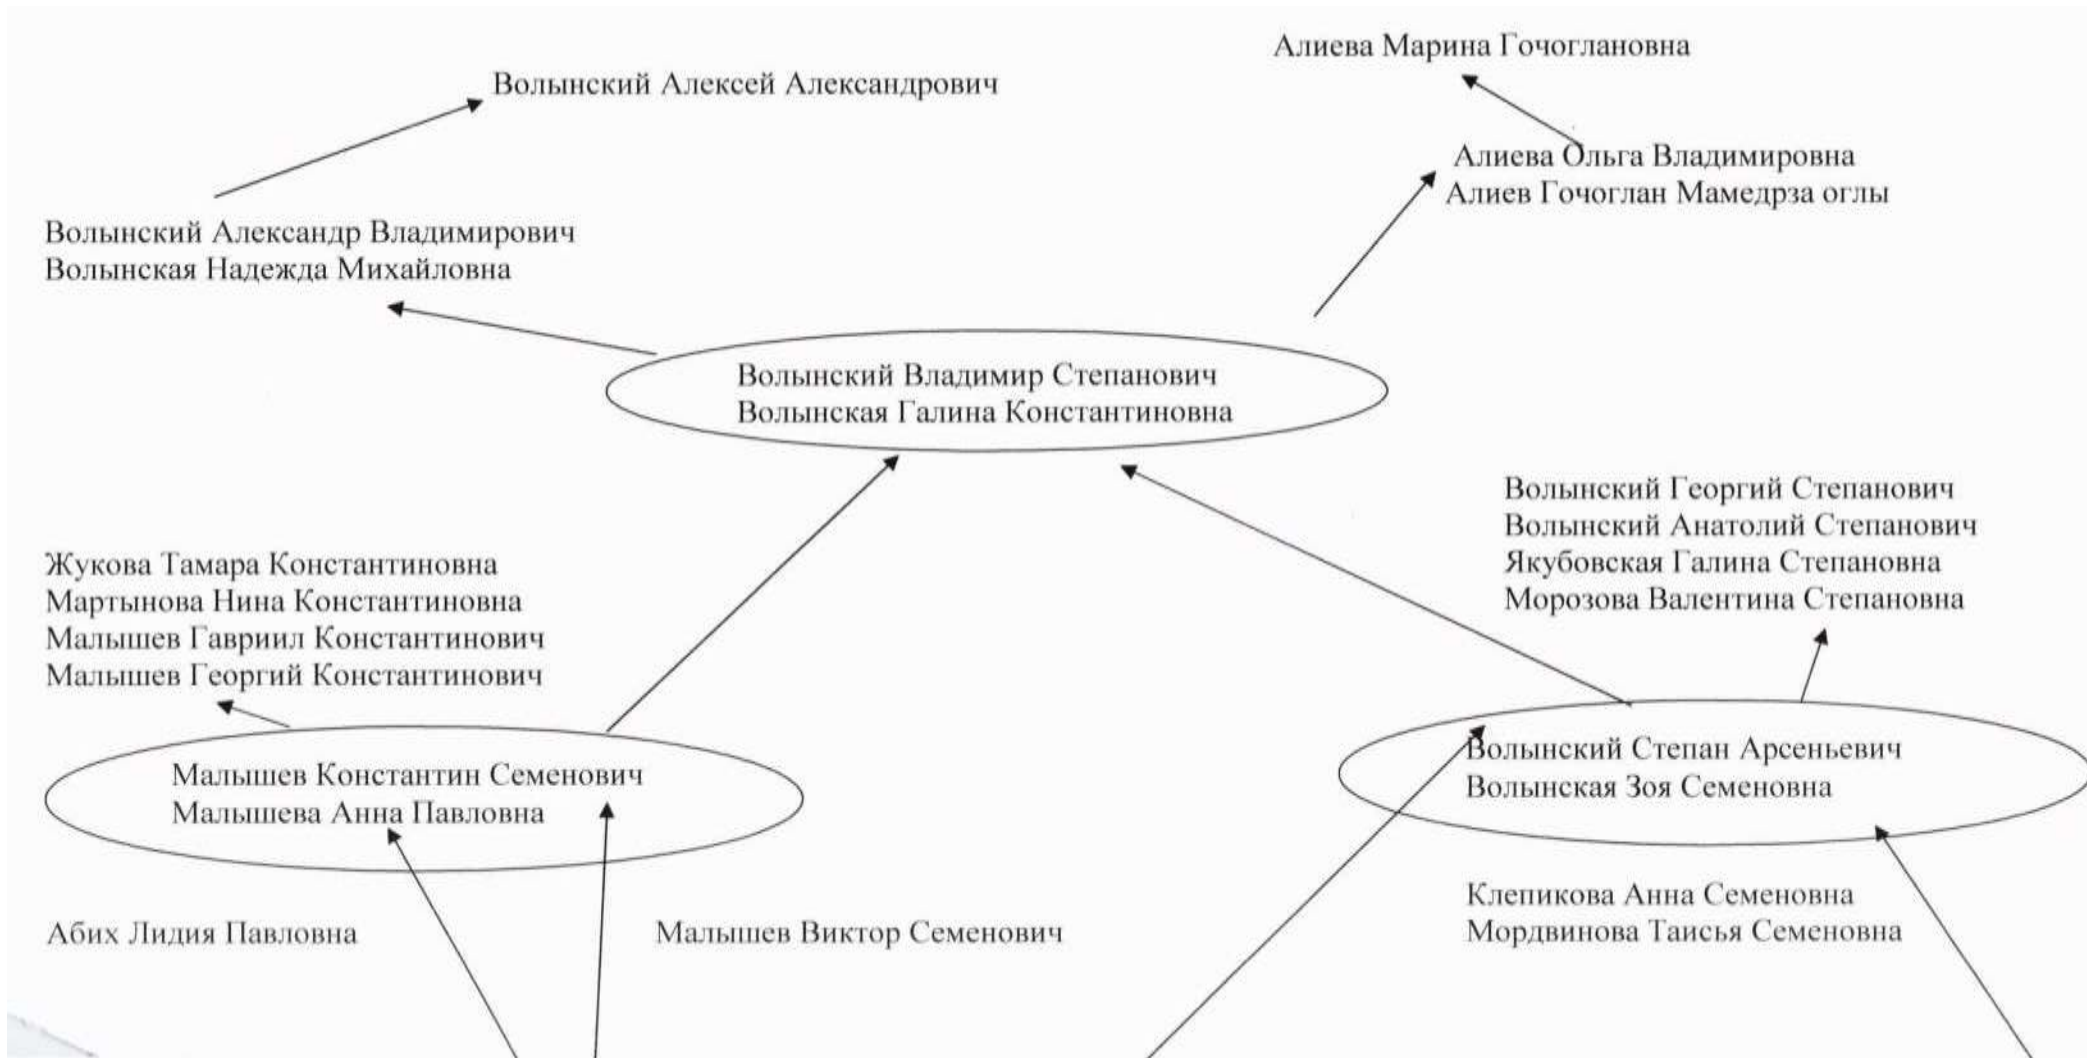 Алиева Марина Гочоглановна
Волынский Алексей Александрович
Алиева Ольга Владимировна
Алиев Гочоглан Мамедрза оглы
Волынский Александр Владимирович
Волынская Надежда Михайловна
Волынский Владимир Степанович
Волынская Галина Константиновна
Волынский Георгий Степанович
Волынский Анатолий Степанович
Якубовская Галина Степановна
Морозова Валентина Степановна
Жукова Тамара Константиновна
Мартынова Нина Константиновна
Малышев Гавриил Константинович
Малышев Георгий Константинович
Волынский Степан Арсеньевич
Волынская Зоя Семеновна
Малышев Константин Семенович
Малышева Анна Павловна
Клепикова Анна Семеновна
Мордвинова Таисья Семеновна
Абих Лидия Павловна
Малышев Виктор Семенович